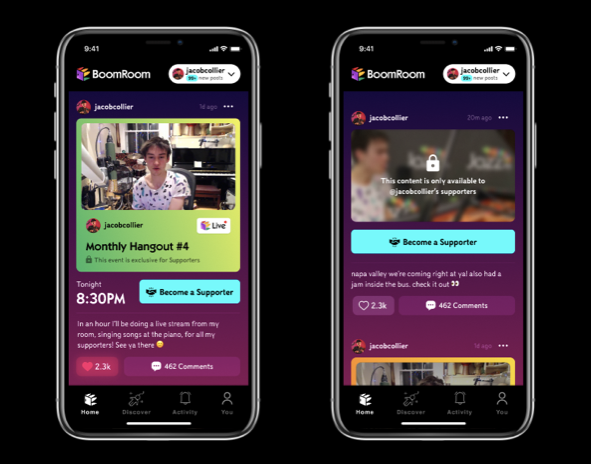 9:41
BoomRoom
jacobcollier
99+ new posts
jacobcollier
1d ago
jacobcollier
Live
Monthly Hangout #4
This event is exclusive for Supporters
Tonight
8:30PM
Become a Supporter
In an hour I'll be doing a live stream from my
room, singing songs at the piano, for all my
supporters! See ya there
2.3k
462 Comments
Home
Discover
Activity
You
9:41
BoomRoom
jacobcollier
99+ new posts
jacobcollier
20m ago
This content is only available to
@jacobcollier's supporters
Become a Supporter
napa valley we're coming right at ya! also had a
jam inside the bus. check it out
2.3k
462 Comments
jacobcollier
1d ago
Home
Discover
Activity
You